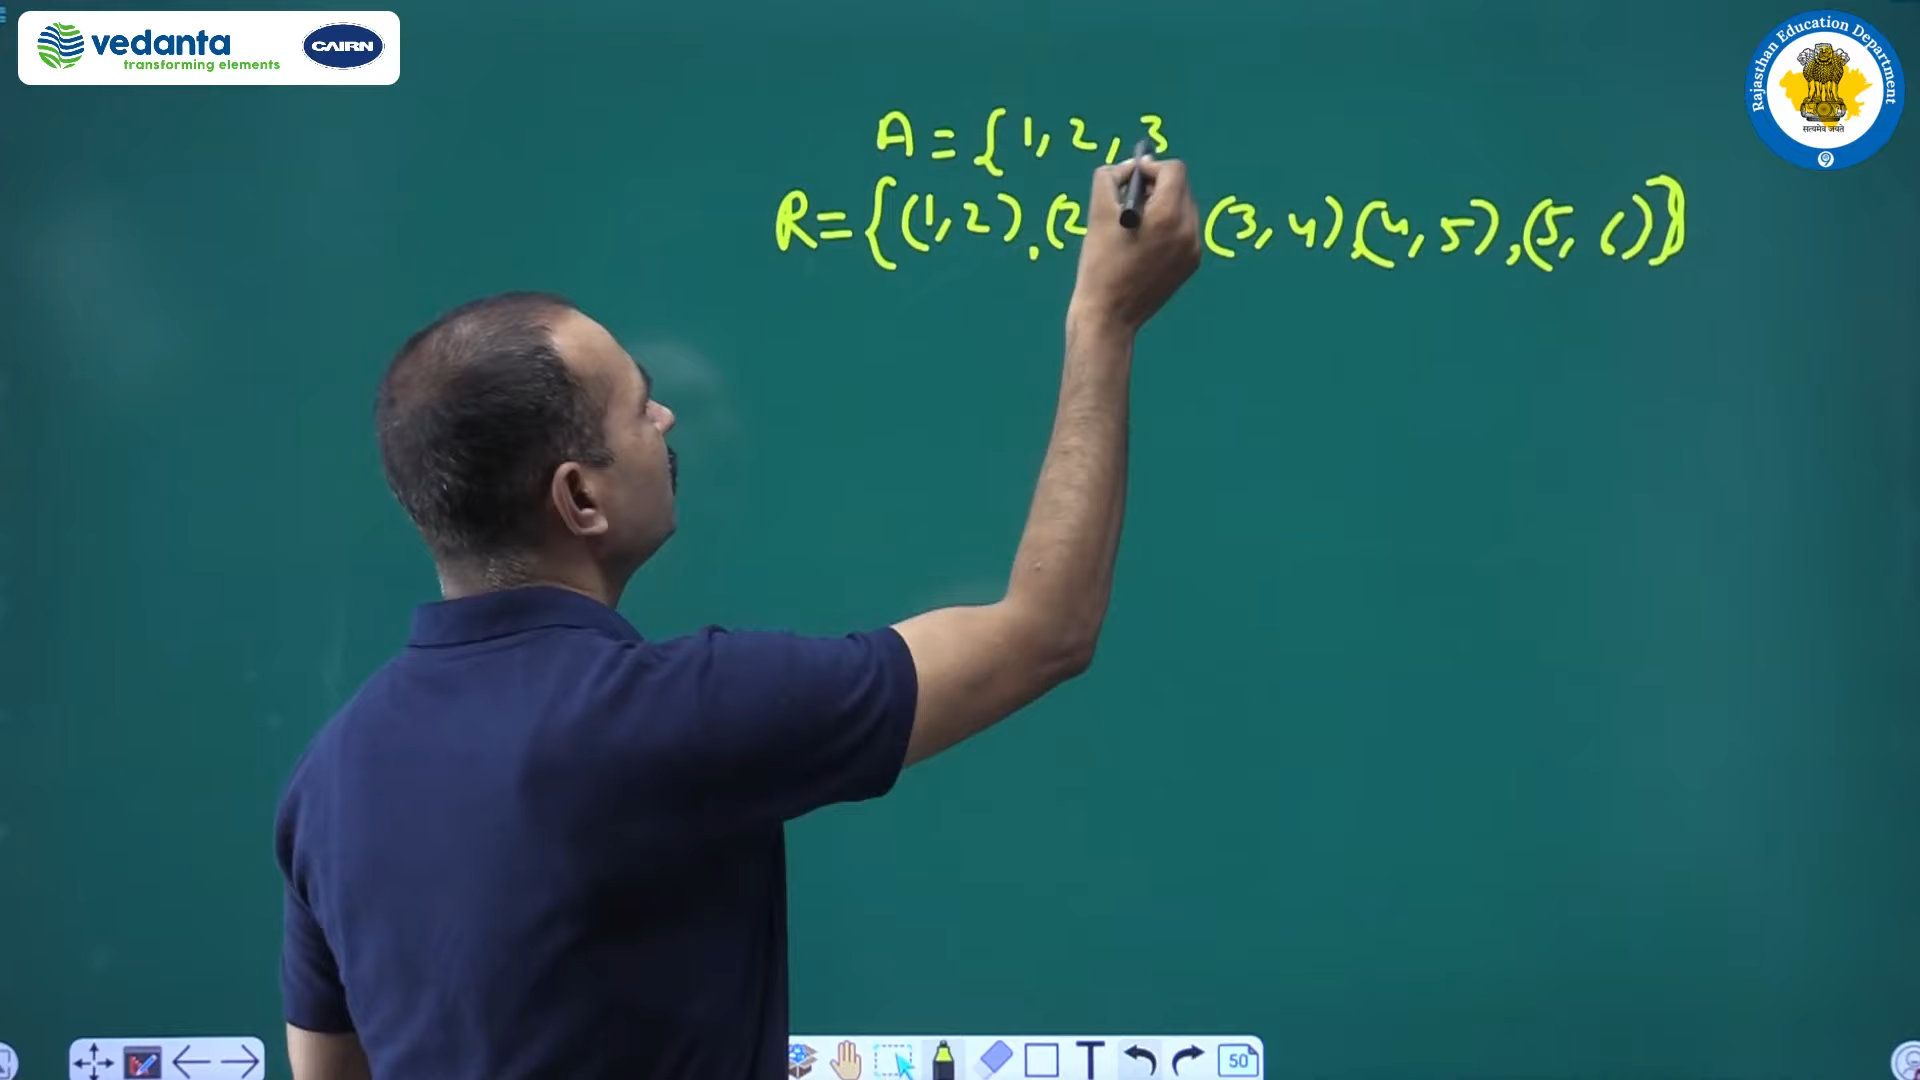 vedanta
transforming elements
CAIRN
Rajasthan Education Department
सत्यमेव जयते
A = {1, 2, 3
R = {(1, 2), (2 (3, 4), (4, 5), (5, 6)}
T
50